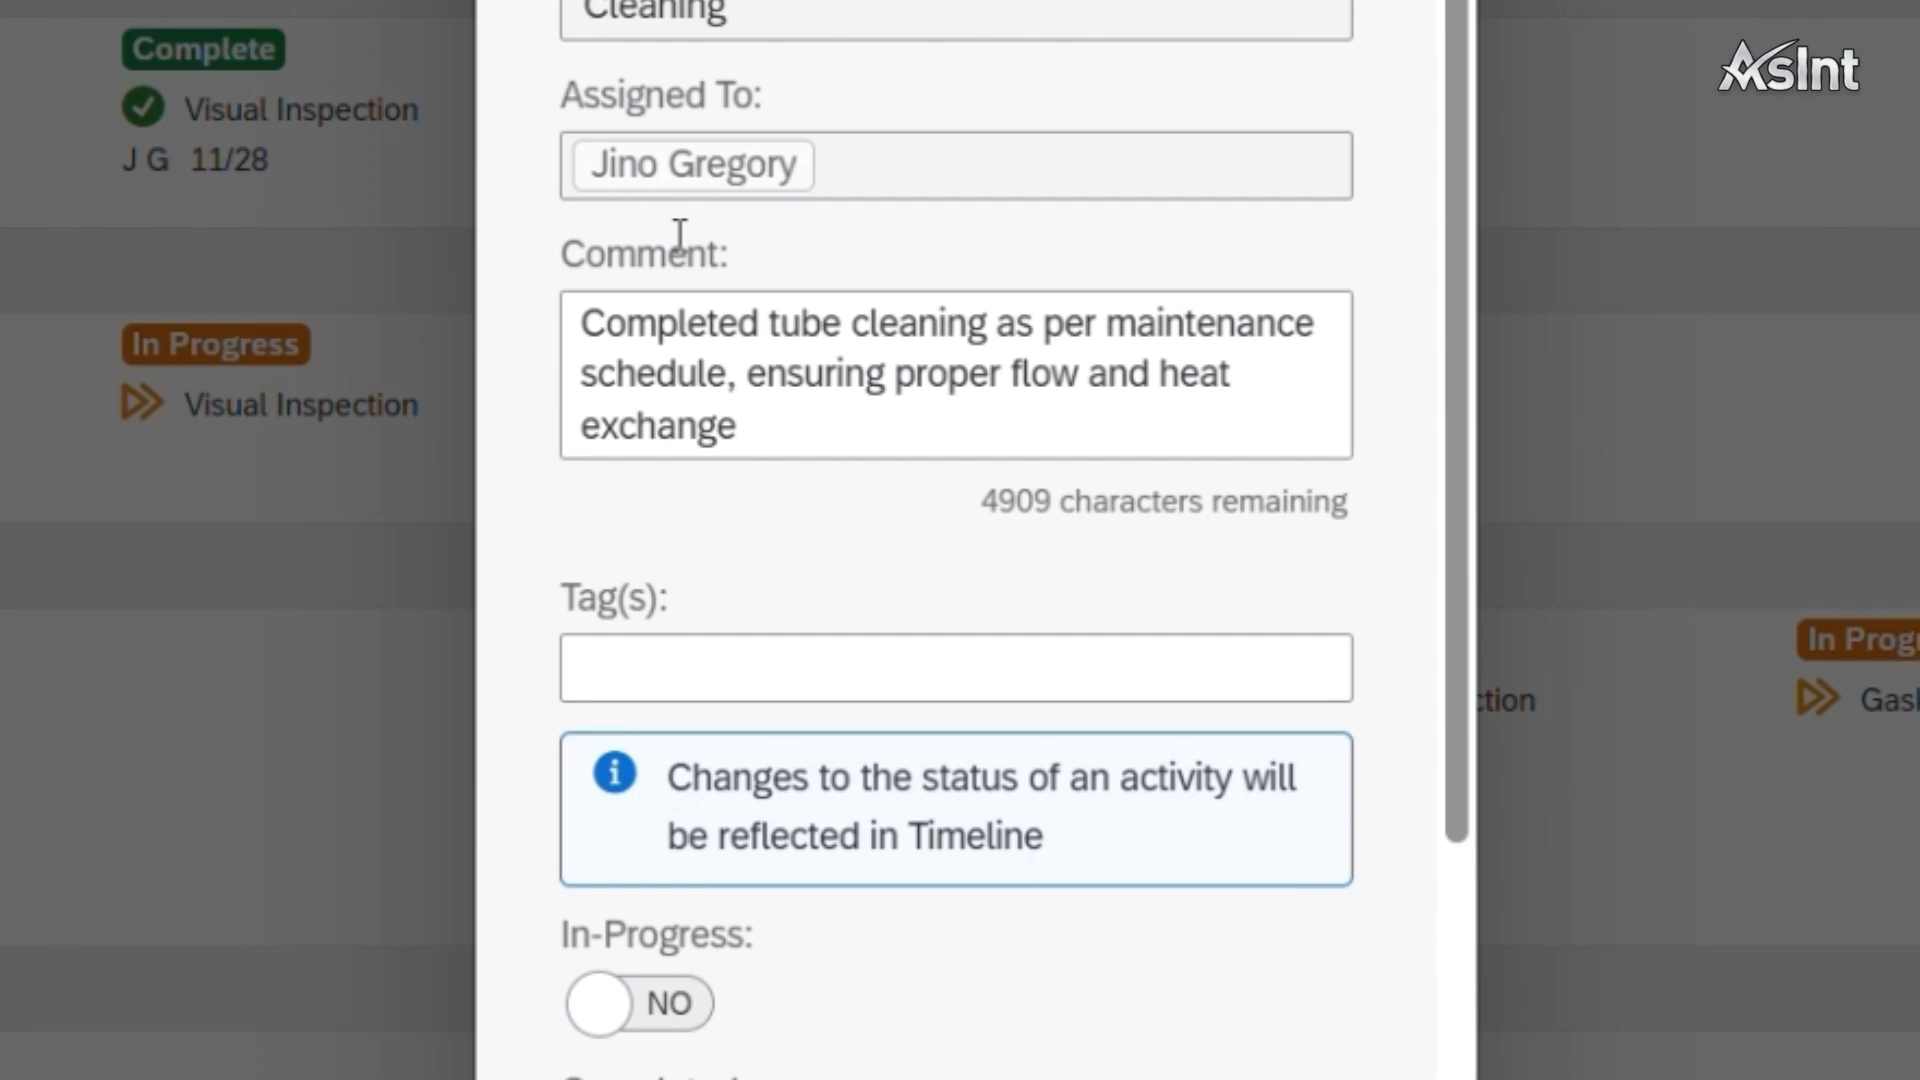 Cleaning
Complete
Visual Inspection
J G 11/28
AsInt
Assigned To:
Jino Gregory
Comment:
Completed tube cleaning as per maintenance
schedule, ensuring proper flow and heat
exchange
4909 characters remaining
In Progress
Visual Inspection
Tag(s):
In Progr
ction
Gask
Changes to the status of an activity will
be reflected in Timeline
In-Progress:
NO